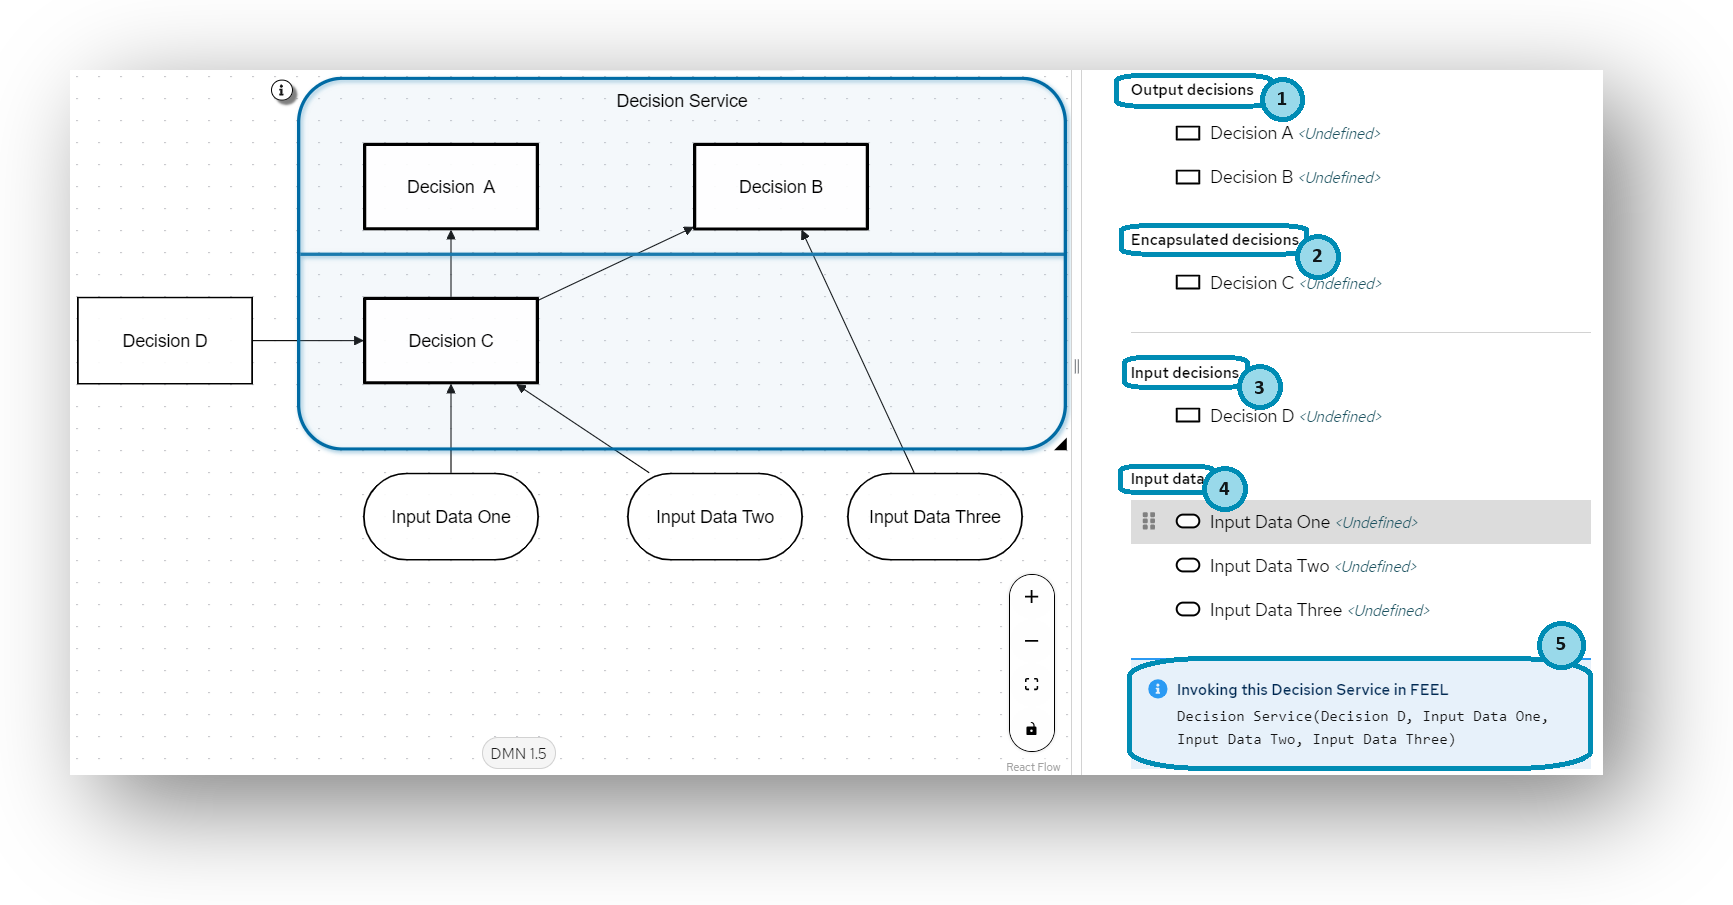 Decision Service
Decision A
Decision B
Decision D
Decision C
Input Data One
Input Data Two
Input Data Three
DMN 1.5
React Flow
Output decisions
1
Decision A <Undefined>
Decision B <Undefined>
Encapsulated decisions
2
Decision C <Undefined>
Input decisions
3
Decision D <Undefined>
Input data
4
Input Data One <Undefined>
Input Data Two <Undefined>
Input Data Three <Undefined>
5
Invoking this Decision Service in FEEL
Decision Service(Decision D, Input Data One,
Input Data Two, Input Data Three)